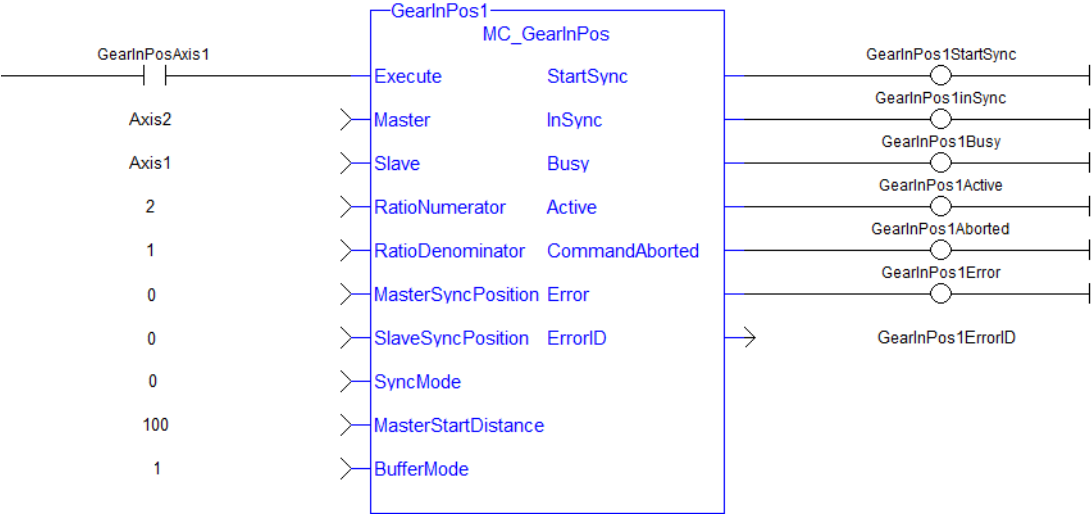 GearInPos1
MC_GearInPos
GearInPosAxis1
Execute StartSync GearInPos1StartSync
Axis2 Master InSync GearInPos1inSync
Axis1 Slave Busy GearInPos1Busy
2 RatioNumerator Active GearInPos1Active
1 RatioDenominator CommandAborted GearInPos1Aborted
0 MasterSyncPosition Error GearInPos1Error
0 SlaveSyncPosition ErrorID GearInPos1ErrorID
0 SyncMode
100 MasterStartDistance
1 BufferMode